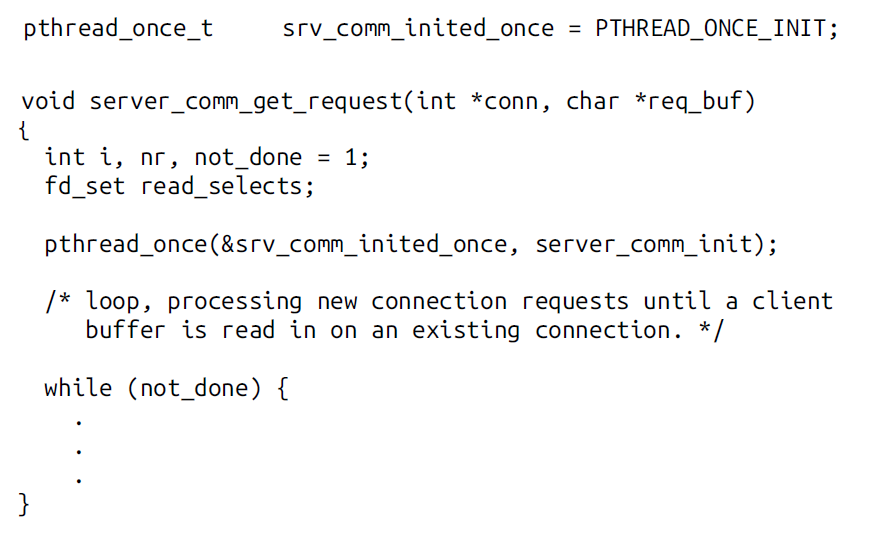 pthread_once_t     srv_comm_inited_once = PTHREAD_ONCE_INIT;
void server_comm_get_request(int *conn, char *req_buf)
{
  int i, nr, not_done = 1;
  fd_set read_selects;
  pthread_once(&srv_comm_inited_once, server_comm_init);
  /* loop, processing new connection requests until a client
     buffer is read in on an existing connection. */
  while (not_done) {
    .
    .
    .
}